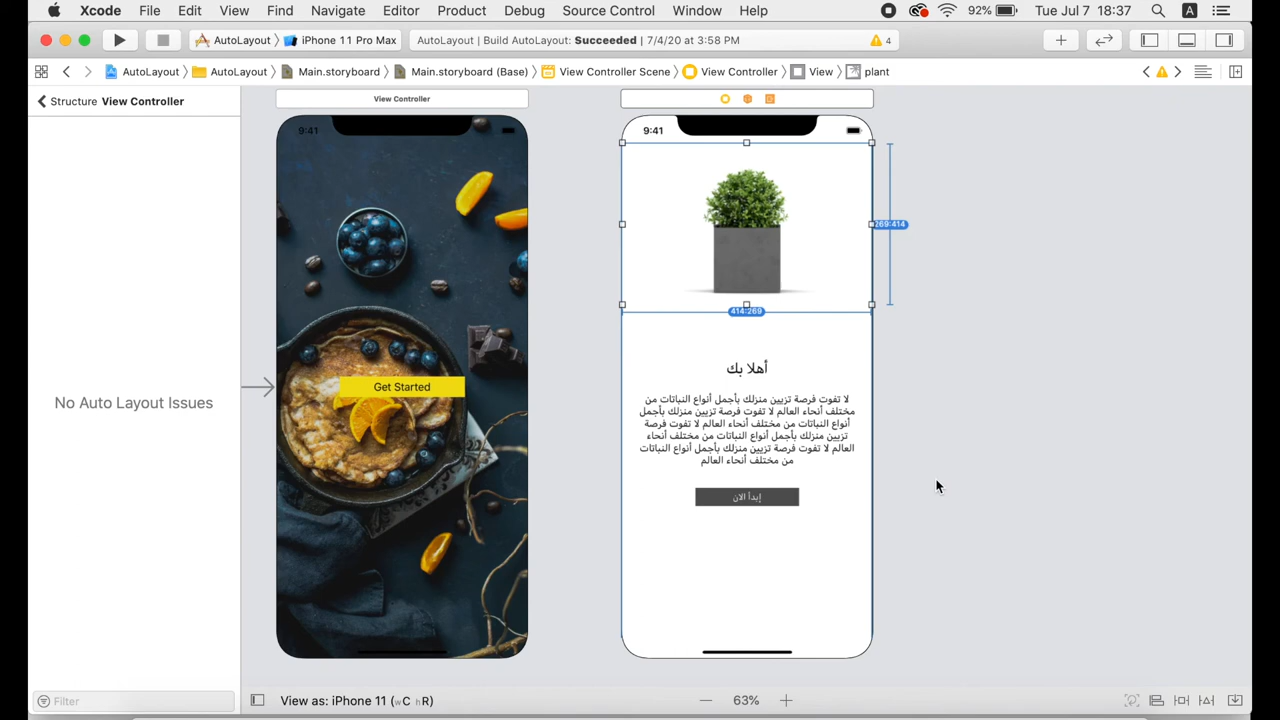 Xcode File Edit View Find Navigate Editor Product Debug Source Control Window Help 92% Tue Jul 7 18:37 A
AutoLayout iPhone 11 Pro Max AutoLayout | Build AutoLayout: Succeeded | 7/4/20 at 3:58 PM 4
AutoLayout AutoLayout Main.storyboard Main.storyboard (Base) View Controller Scene View Controller View plant
Structure View Controller
No Auto Layout Issues
Filter
View Controller
9:41
Get Started
9:41
269:414
414:269
أهلا بك
لا تفوت فرصة تزيين منزلك بأجمل أنواع النباتات من
مختلف أنحاء العالم لا تفوت فرصة تزيين منزلك بأجمل
أنواع النباتات من مختلف أنحاء العالم لا تفوت فرصة
تزيين منزلك بأجمل أنواع النباتات من مختلف أنحاء
العالم لا تفوت فرصة تزيين منزلك بأجمل أنواع النباتات
من مختلف أنحاء العالم
إبدأ الان
View as: iPhone 11 (wC hR) 63%